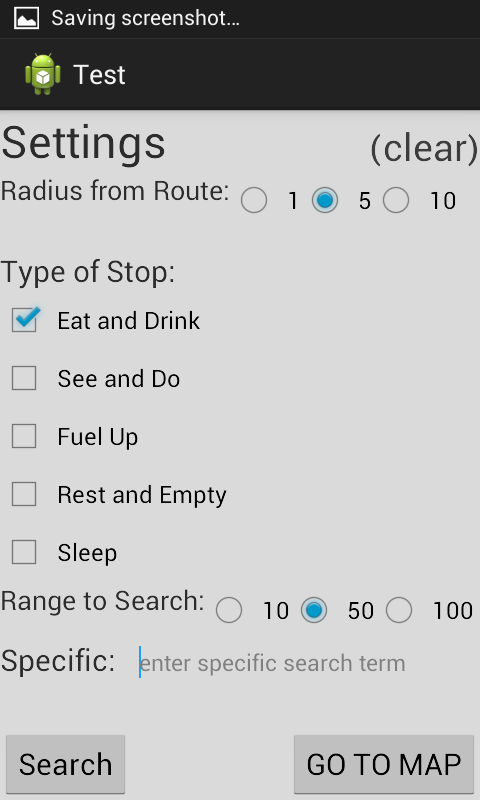 Saving screenshot...
Test
Settings (clear)
Radius from Route: 1 5 10
Type of Stop:
Eat and Drink
See and Do
Fuel Up
Rest and Empty
Sleep
Range to Search: 10 50 100
Specific: enter specific search term
Search GO TO MAP